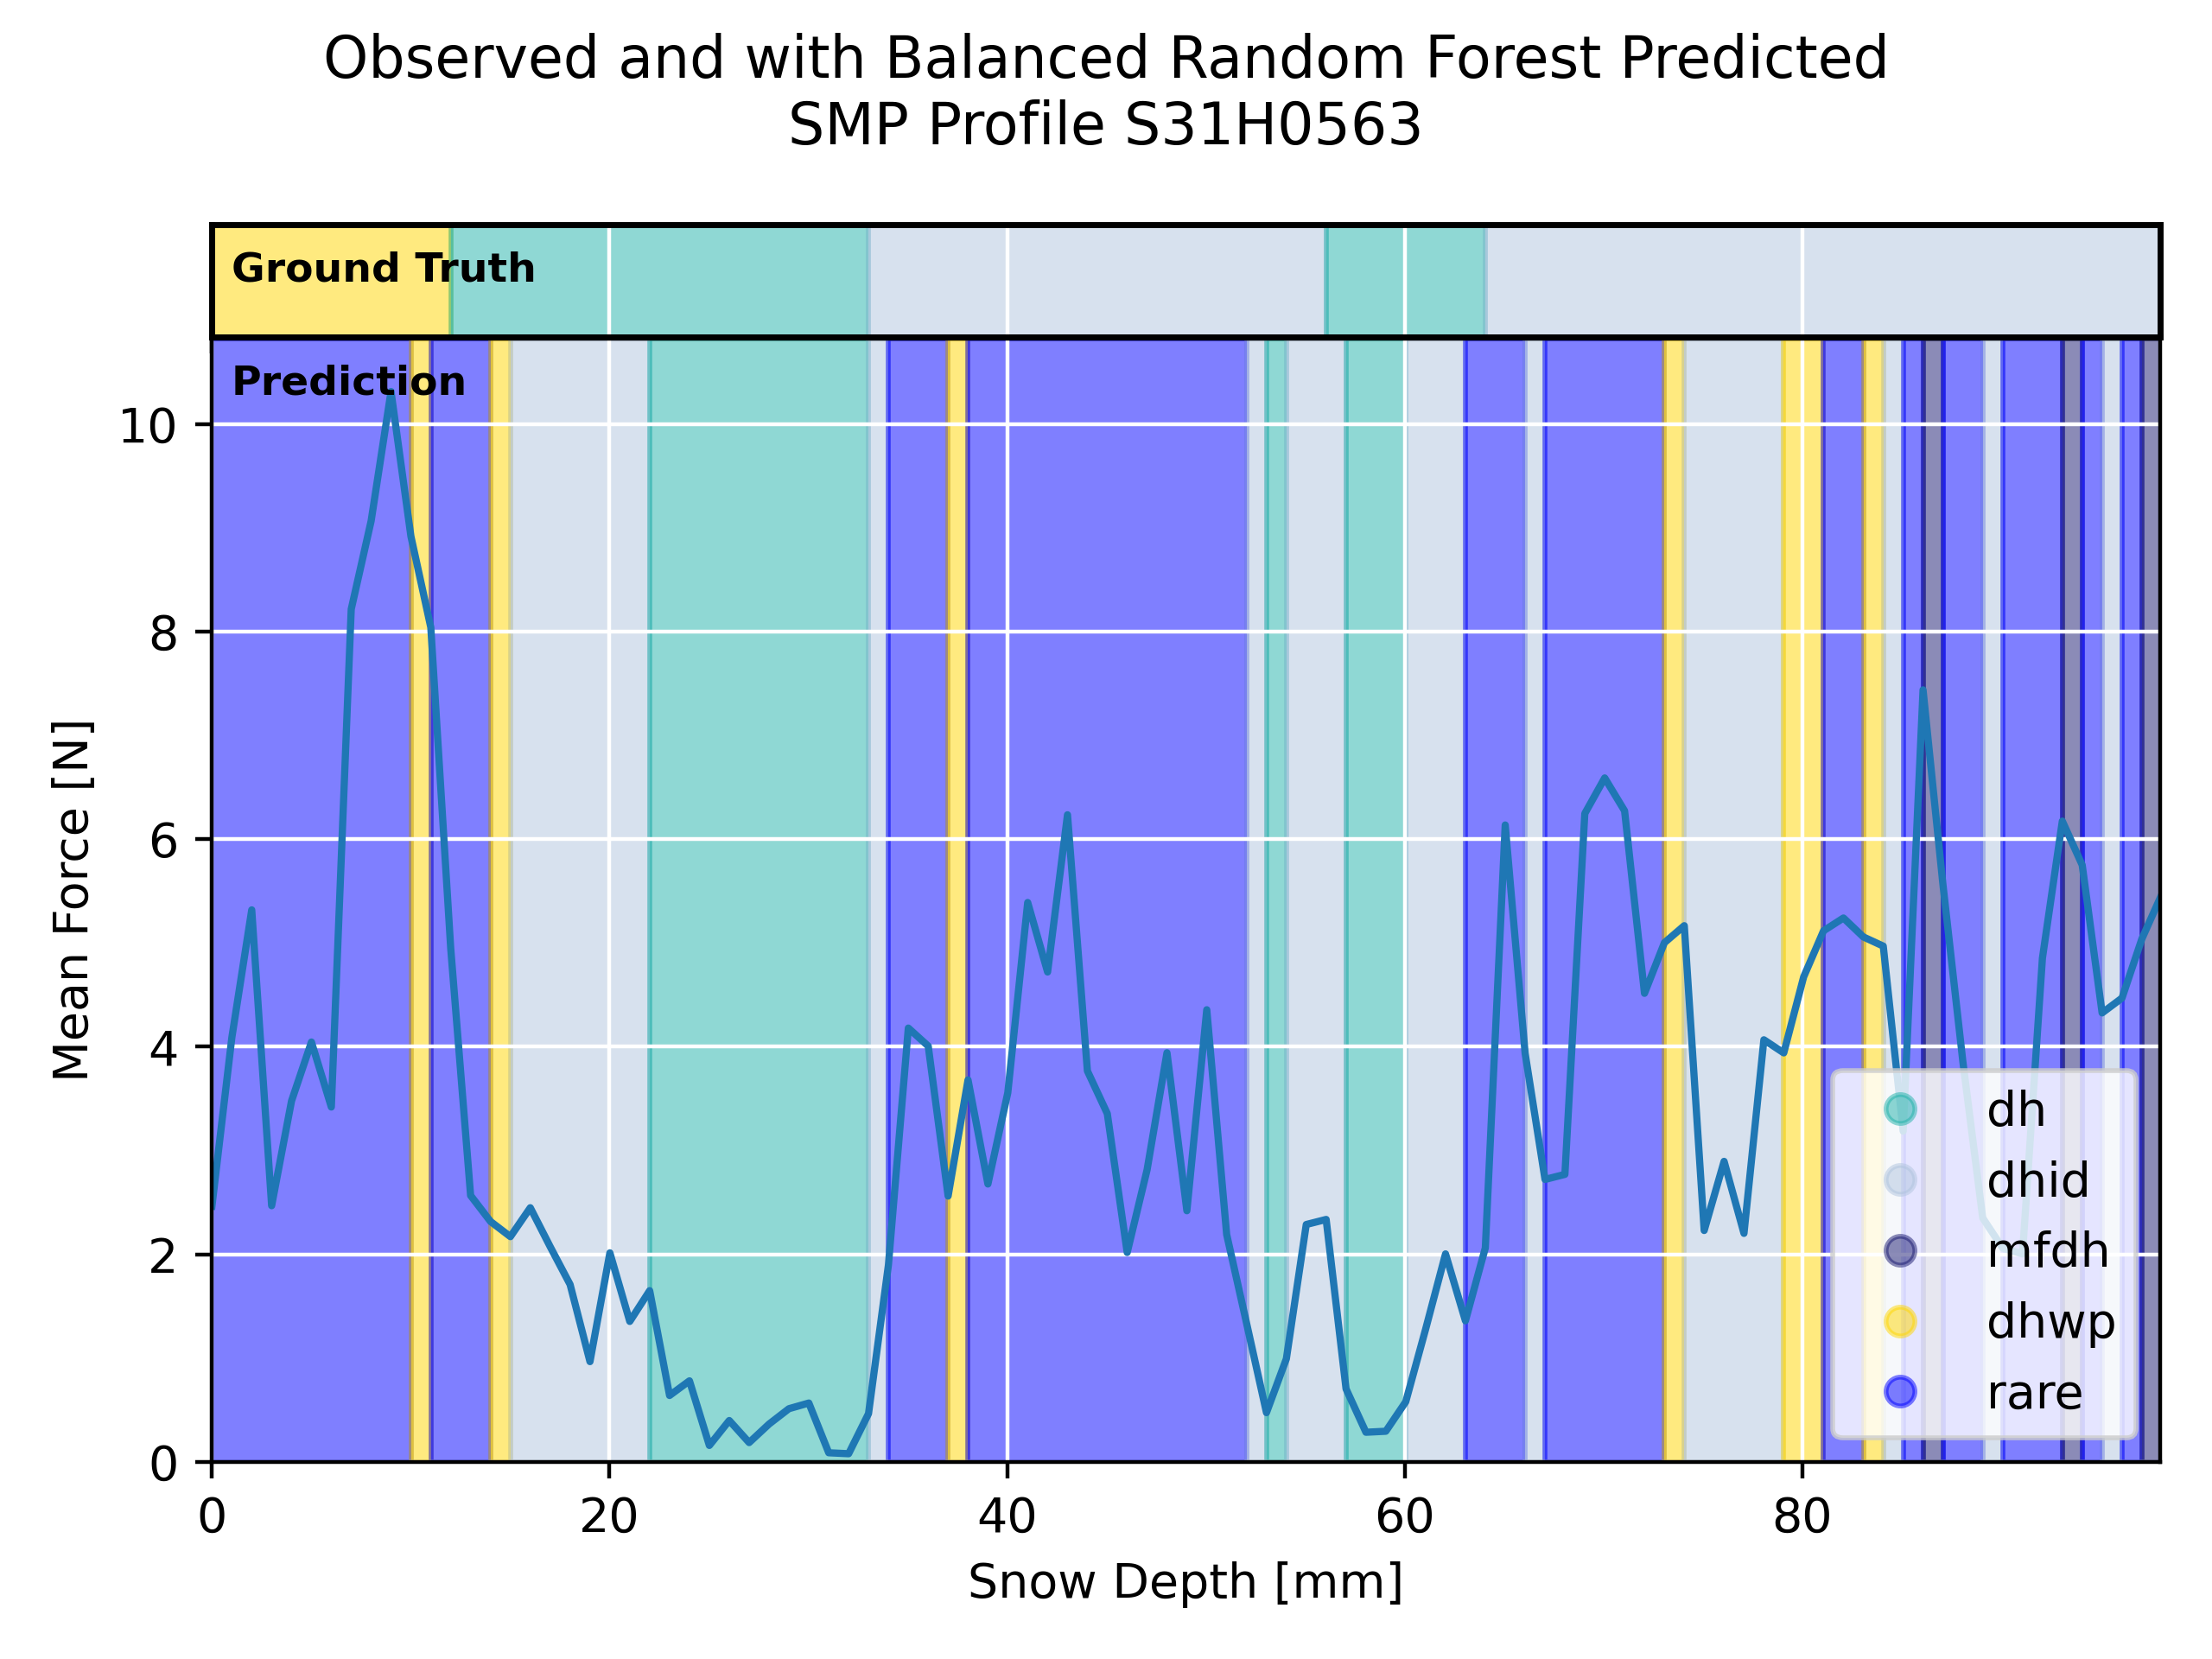 Observed and with Balanced Random Forest Predicted
SMP Profile S31H0563
Ground Truth
Prediction
10
8
6
4
2
0
Mean Force [N]
0 20 40 60 80
Snow Depth [mm]
dh
dhid
mfdh
dhwp
rare